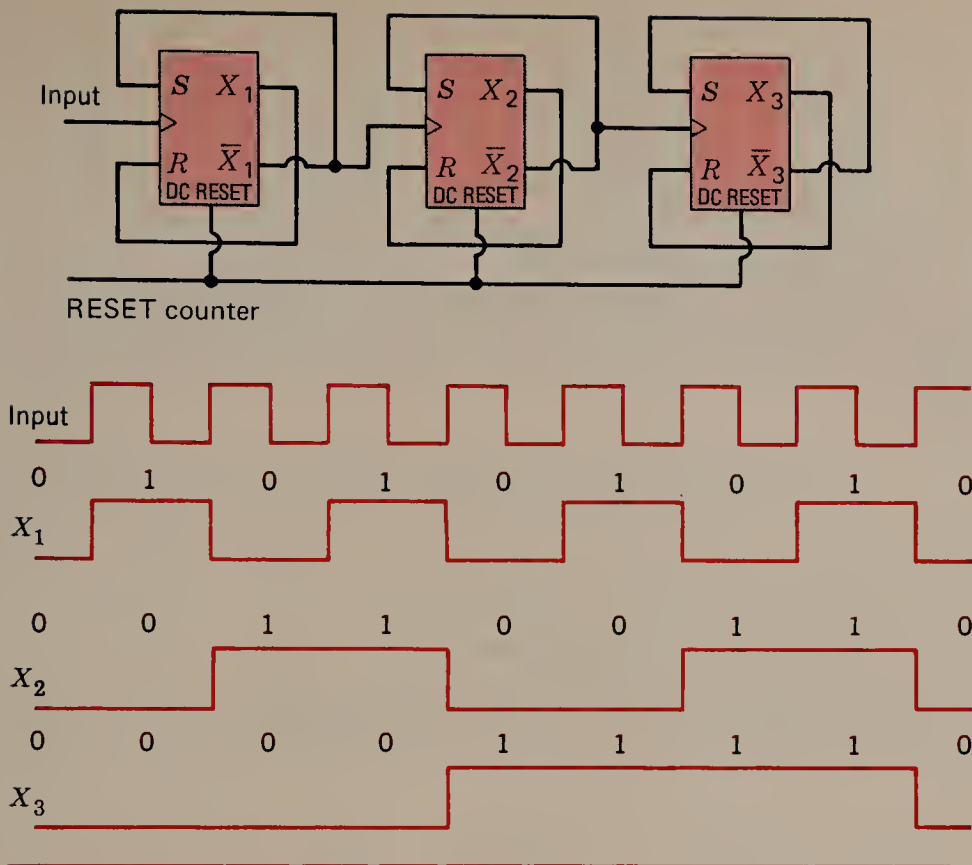 S X₁ S X₂ S X₃
Input
R X̅₁ R X̅₂ R X̅₃
DC RESET DC RESET DC RESET
RESET counter
Input
0 1 0 1 0 1 0 1 0
X₁
0 0 1 1 0 0 1 1 0
X₂
0 0 0 0 1 1 1 1 0
X₃